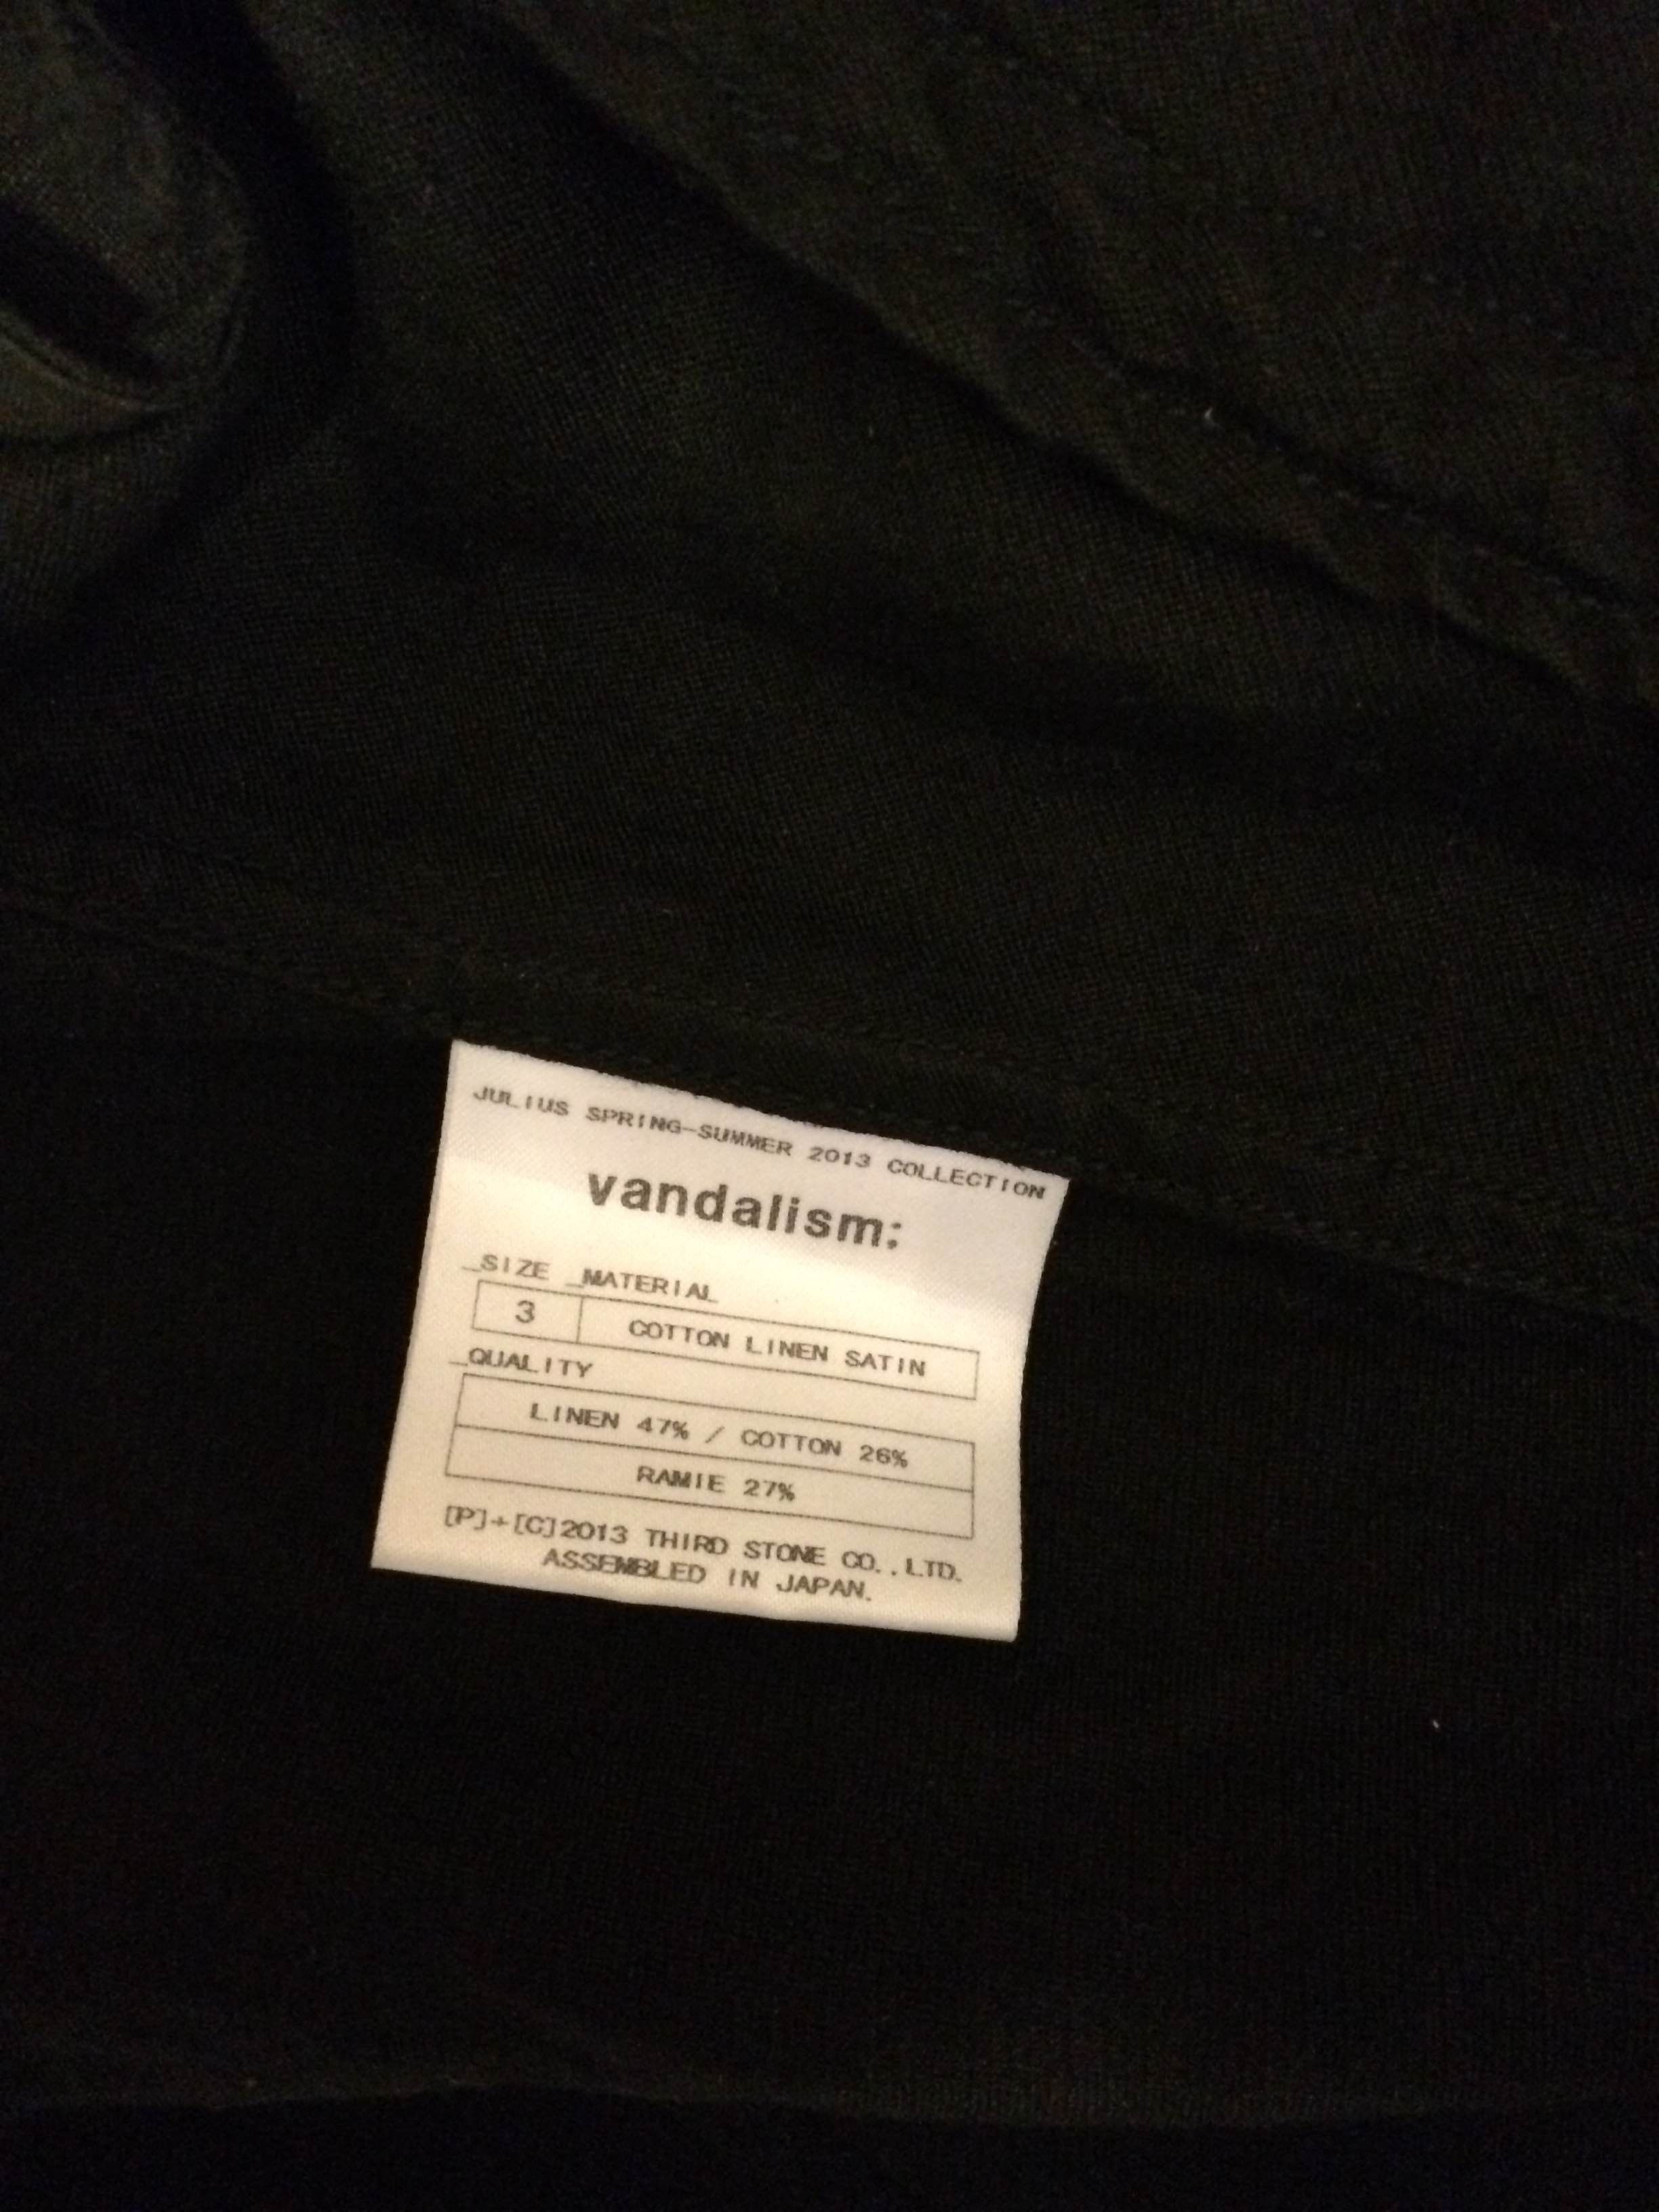 JULIUS SPRING-SUMMER 2013 COLLECTION
vandalism;
_SIZE _MATERIAL
3 COTTON LINEN SATIN
_QUALITY
LINEN 47% / COTTON 26%
RAMIE 27%
[P]+[C]2013 THIRD STONE CO.,LTD.
ASSEMBLED IN JAPAN.